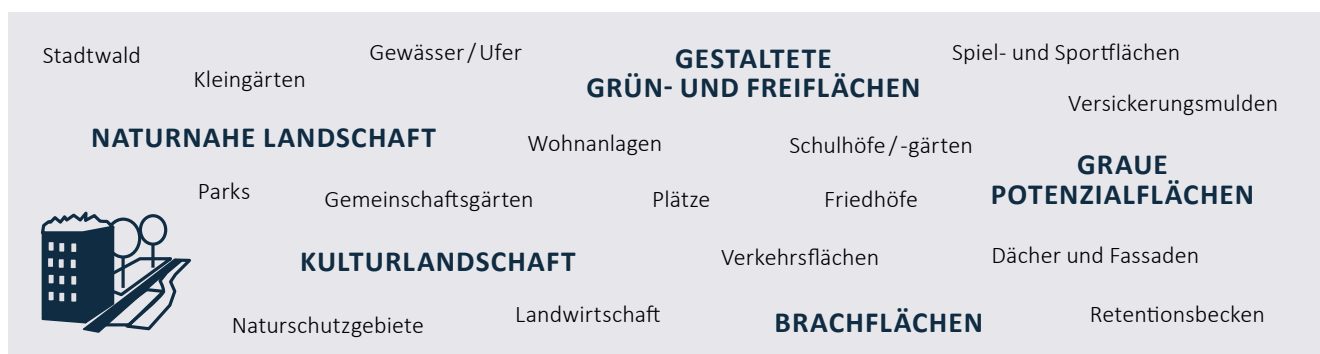 Stadtwald
Kleingärten
Gewässer / Ufer
GESTALTETE
GRÜN- UND FREIFLÄCHEN
Spiel- und Sportflächen
Versickerungsmulden
NATURNAHE LANDSCHAFT
Wohnanlagen
Schulhöfe / -gärten
GRAUE
POTENZIALFLÄCHEN
Parks
Gemeinschaftsgärten
Plätze
Friedhöfe
KULTURLANDSCHAFT
Verkehrsflächen
Dächer und Fassaden
Naturschutzgebiete
Landwirtschaft
BRACHFLÄCHEN
Retentionsbecken